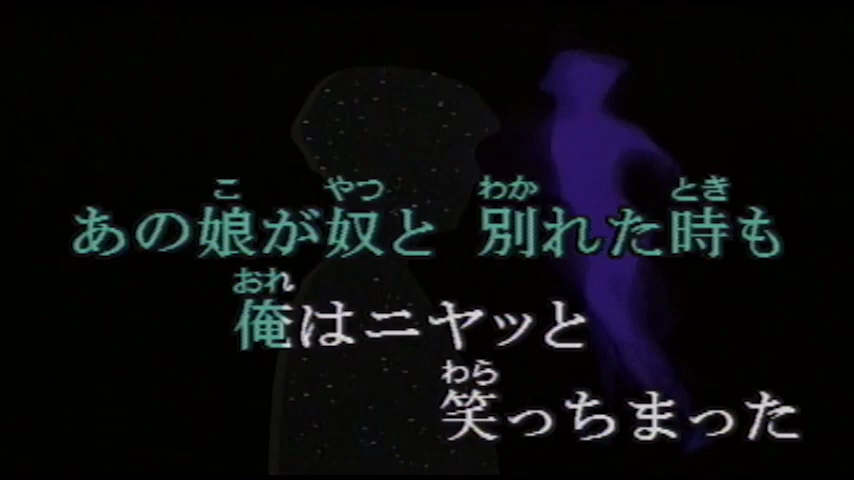 こ やつ わか とき
あの娘が奴と 別れた時も
おれ
俺はニヤッと
わら
笑っちまった